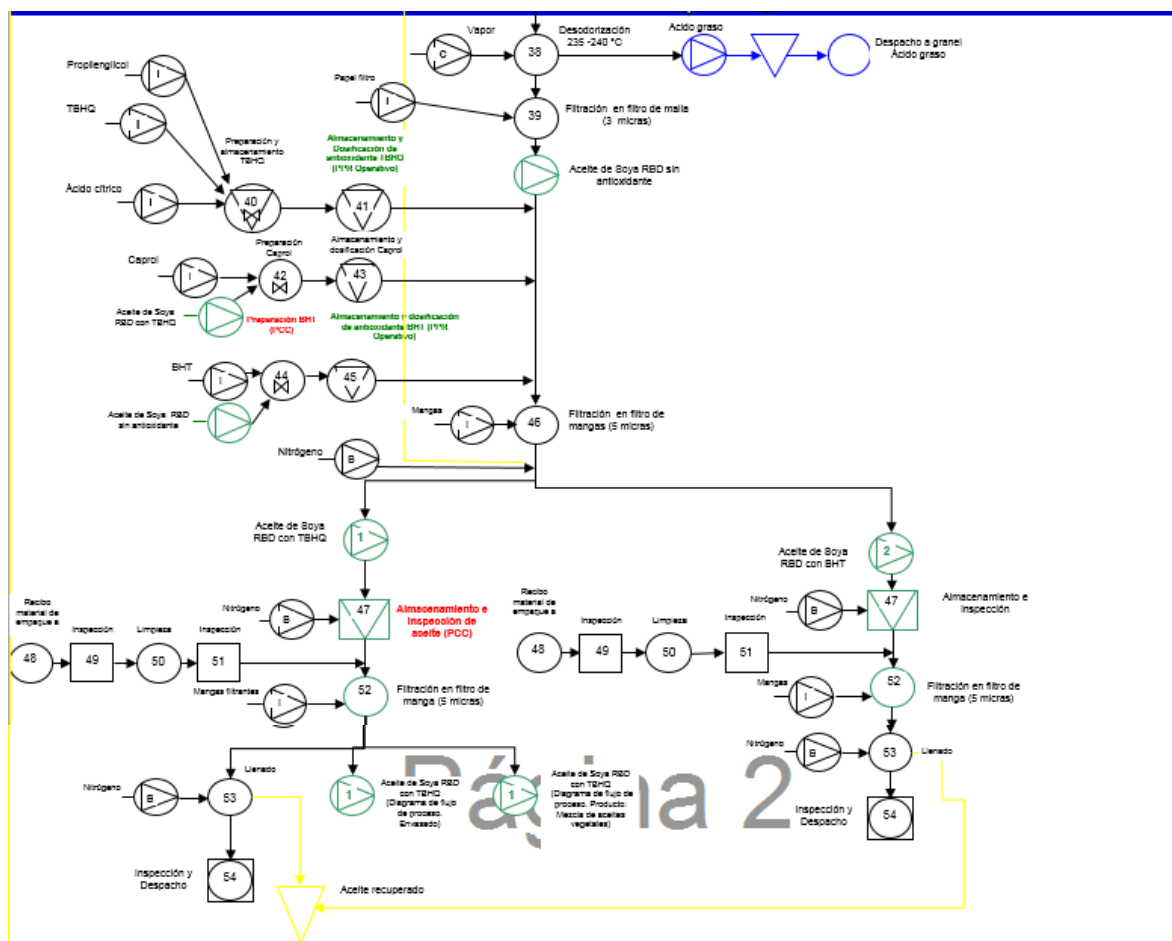 Vapor
Desodorización
235 -240 °C
Acido graso
C
38
Despacho a granel
Ácido graso
Propilenglicol
I
Papel filtro
I
39
Filtración en filtro de malla
(3 micras)
TBHQ
I
Preparación y
almacenamiento
TBHQ
Almacenamiento y
Dosificación de
antioxidante TBHQ
(PPR Operativo)
Aceite de Soya RBD sin
antioxidante
Ácido cítrico
I
40
41
Preparación
Caprol
Almacenamiento y
dosificación Caprol
Caprol
I
42
43
Aceite de Soya
RBD con TBHQ
Preparación BHT
(PCC)
Almacenamiento y dosificación
de antioxidante BHT (PPR
Operativo)
BHT
I
44
45
Aceite de Soya RBD
sin antioxidante
Mangas
I
46
Filtración en filtro de
mangas (5 micras)
Nitrógeno
B
Aceite de Soya
RBD con TBHQ
1
Aceite de Soya
RBD con BHT
2
Nitrógeno
B
47
Almacenamiento e
inspección de
aceite (PCC)
Nitrógeno
B
47
Almacenamiento e
inspección
Recibo
material de
empaque a
Inspección
Limpieza
Inspección
48
49
50
51
Recibo
material de
empaque a
Inspección
Limpieza
Inspección
48
49
50
51
Mangas filtrantes
I
52
Filtración en filtro de
manga (5 micras)
Mangas
I
52
Filtración en filtro de
manga (5 micras)
Llenado
Nitrógeno
B
53
1
Aceite de Soya RBD
con TBHQ
(Diagrama de flujo
de proceso.
Envasado)
1
Aceite de Soya RBD
con TBHQ
(Diagrama de flujo de
proceso. Producto:
Mezcla de aceites
vegetales)
Nitrógeno
B
53
Llenado
Página 2
Inspección y
Despacho
54
Inspección y
Despacho
54
Aceite recuperado